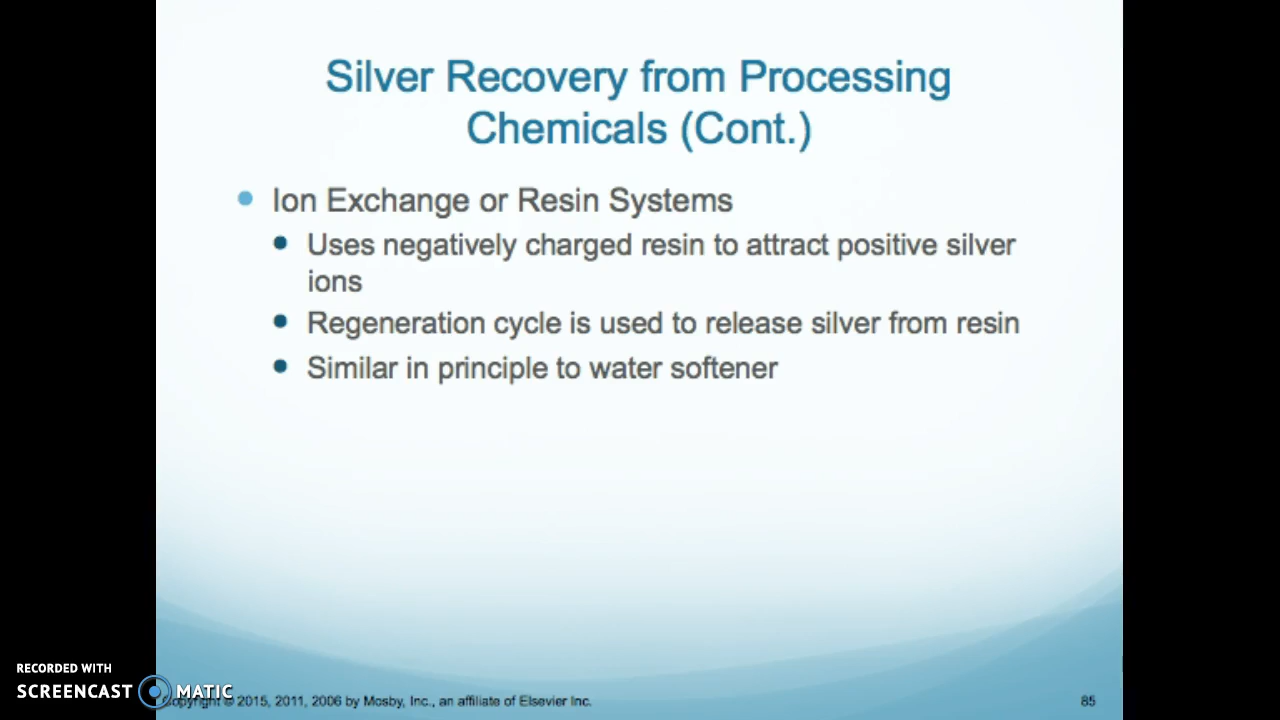 Silver Recovery from Processing
Chemicals (Cont.)
Ion Exchange or Resin Systems
Uses negatively charged resin to attract positive silver
ions
Regeneration cycle is used to release silver from resin
Similar in principle to water softener
RECORDED WITH
SCREENCAST MATIC
Copyright © 2015, 2011, 2006 by Mosby, Inc., an affiliate of Elsevier Inc.
85